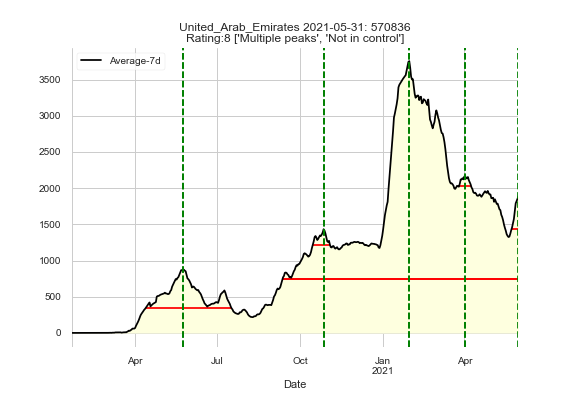 United_Arab_Emirates 2021-05-31: 570836
Rating:8 ['Multiple peaks', 'Not in control']
Average-7d
3500
3000
2500
2000
1500
1000
500
0
Apr Jul Oct Jan Apr
2021
Date